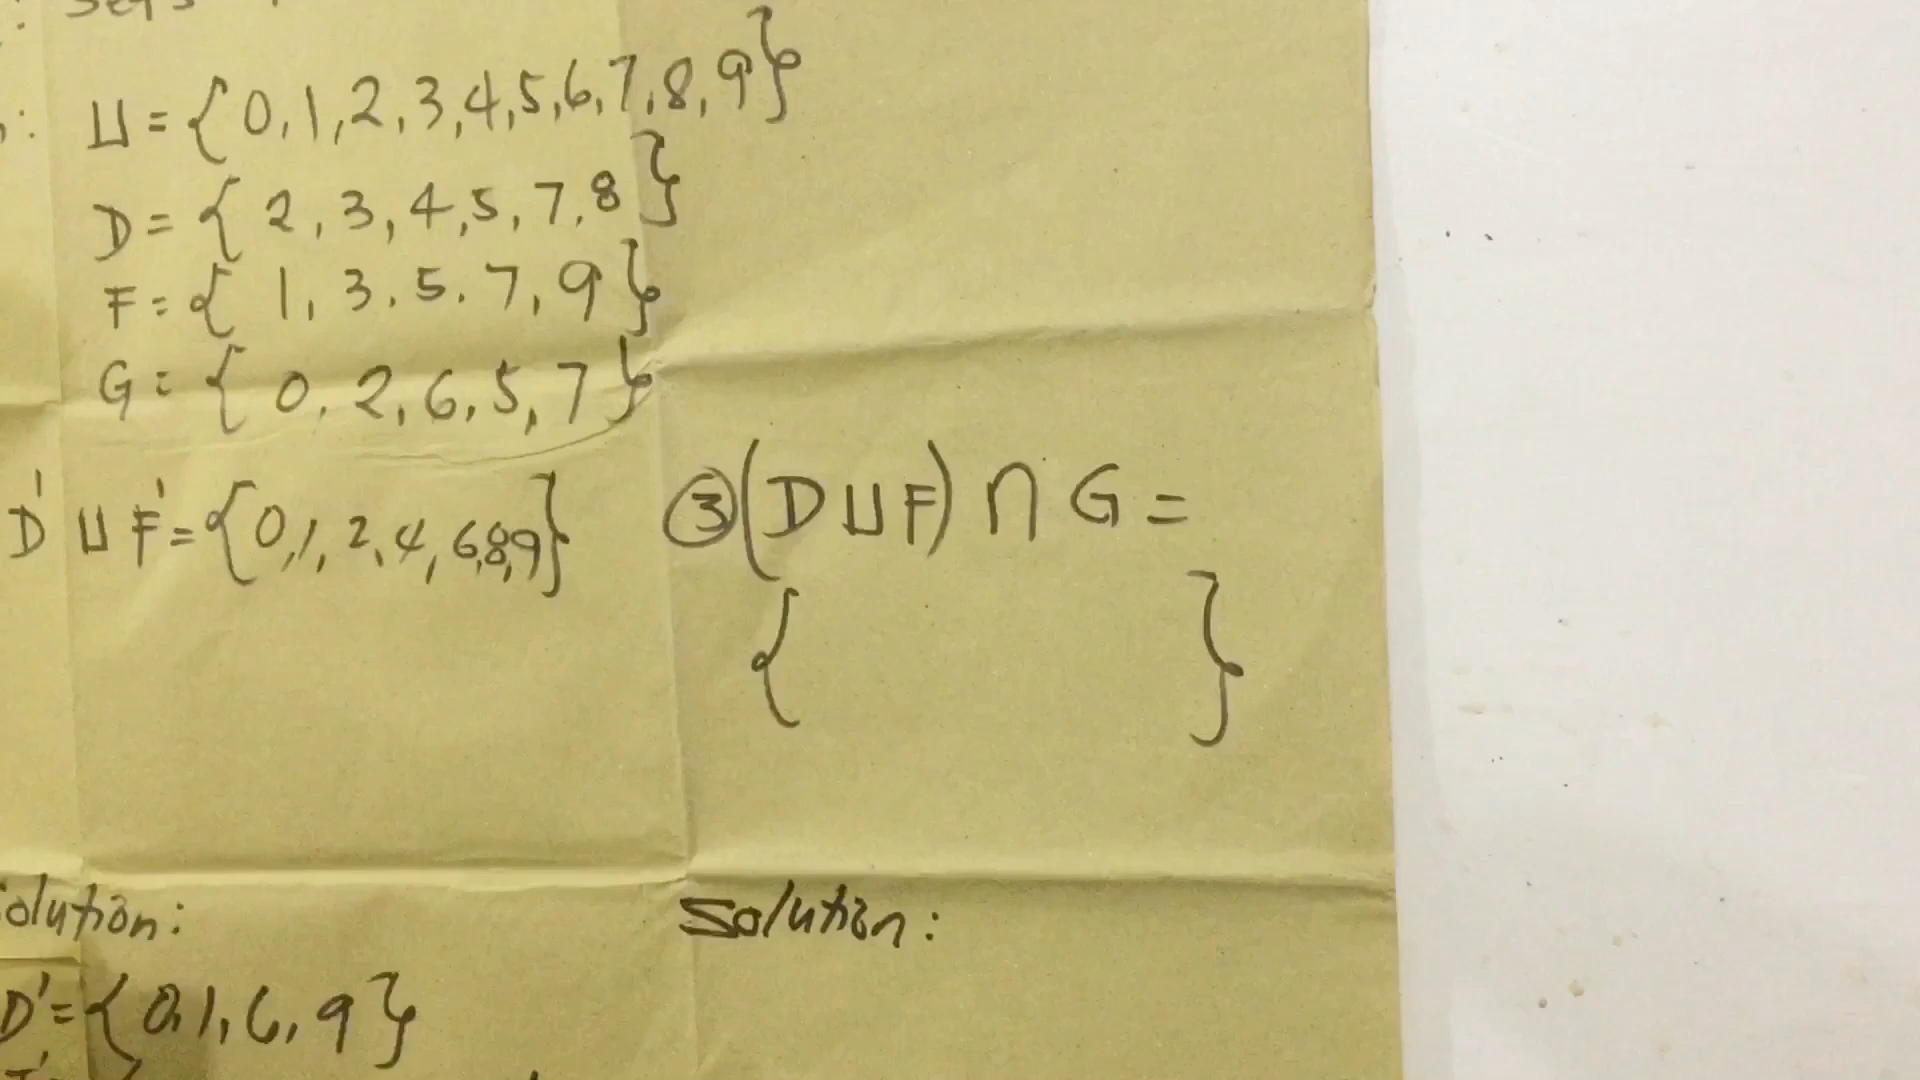 : Sets
U = { 0, 1, 2, 3, 4, 5, 6, 7, 8, 9 }
D = { 2, 3, 4, 5, 7, 8 }
F = { 1, 3, 5, 7, 9 }
G = { 0, 2, 6, 5, 7 }
D' U F' = { 0, 1, 2, 4, 6, 8, 9 }
③ (D U F) ∩ G =
{ }
olution:
D' = { 0, 1, 6, 9 }
Solution: